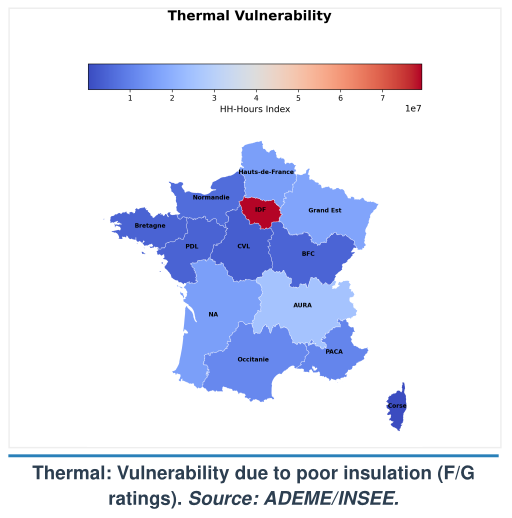 Thermal Vulnerability
1 2 3 4 5 6 7
1e7
HH-Hours Index
Hauts-de-France
Normandie
IDF
Grand Est
Bretagne
PDL
CVL
BFC
AURA
NA
PACA
Occitanie
Corse
Thermal: Vulnerability due to poor insulation (F/G
ratings). Source: ADEME/INSEE.